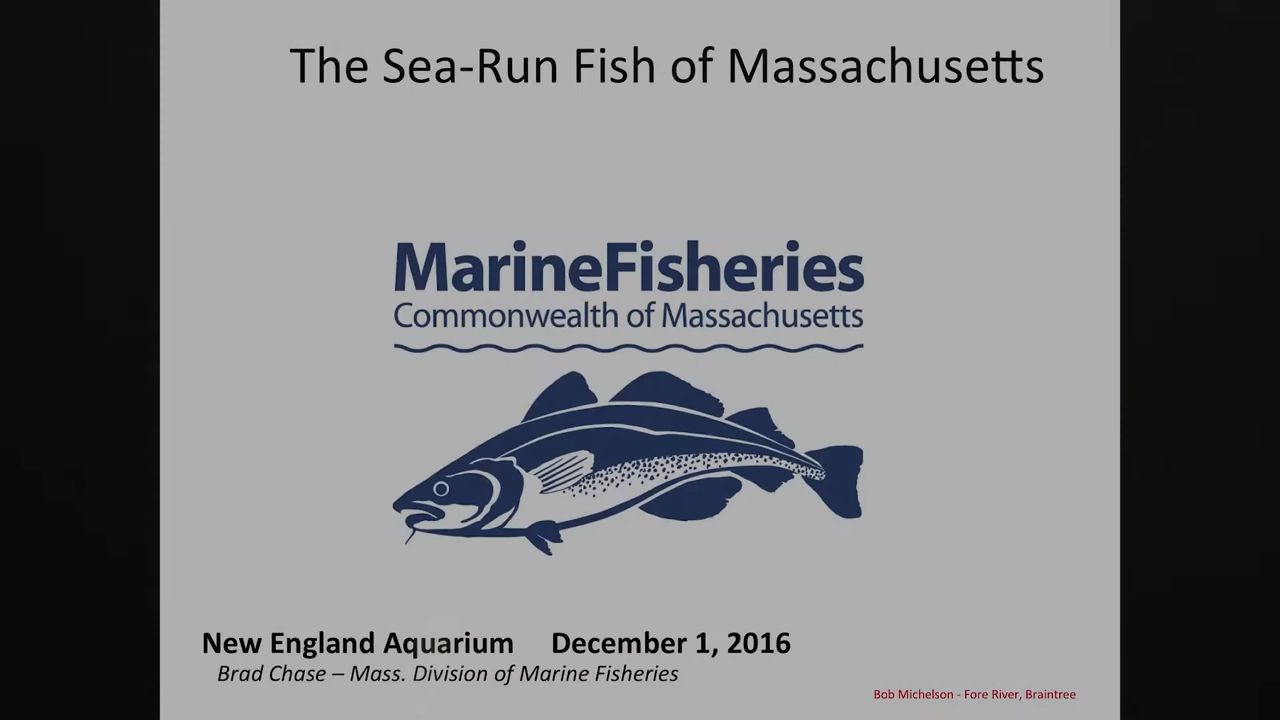 The Sea-Run Fish of Massachusetts
MarineFisheries
Commonwealth of Massachusetts
New England Aquarium December 1, 2016
Brad Chase – Mass. Division of Marine Fisheries
Bob Michelson - Fore River, Braintree